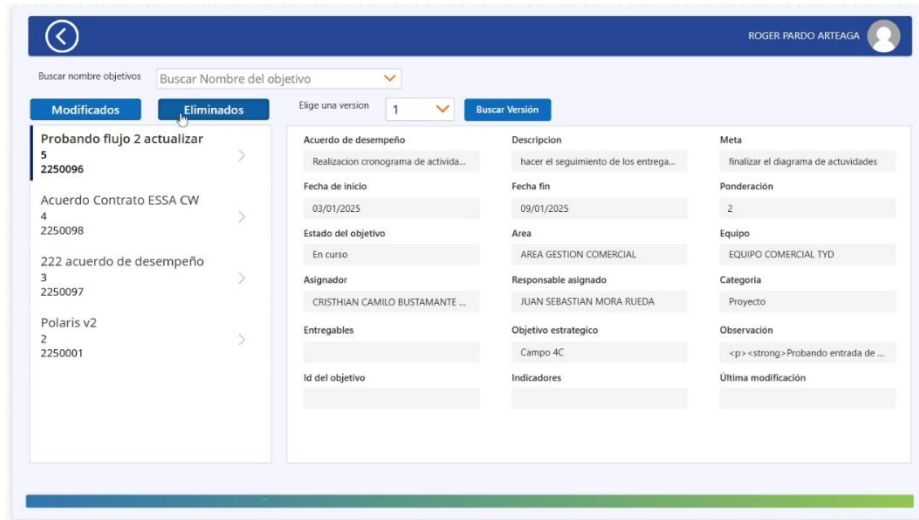 ROGER PARDO ARTEAGA
Buscar nombre objetivos
Buscar Nombre del objetivo
Modificados
Eliminados
Elige una version
1
Buscar Versión
Probando flujo 2 actualizar
5
2250096
Acuerdo Contrato ESSA CW
4
2250098
222 acuerdo de desempeño
3
2250097
Polaris v2
2
2250001
Acuerdo de desempeño
Descripcion
Meta
Realizacion cronograma de activida...
hacer el seguimiento de los entrega...
finalizar el diagrama de actuvidades
Fecha de inicio
Fecha fin
Ponderación
03/01/2025
09/01/2025
2
Estado del objetivo
Area
Equipo
En curso
AREA GESTION COMERCIAL
EQUIPO COMERCIAL TYD
Asignador
Responsable asignado
Categoria
CRISTHIAN CAMILO BUSTAMANTE ...
JUAN SEBASTIAN MORA RUEDA
Proyecto
Entregables
Objetivo estrategico
Observación
Campo 4C
<p><strong>Probando entrada de ...
Id del objetivo
Indicadores
Última modificación